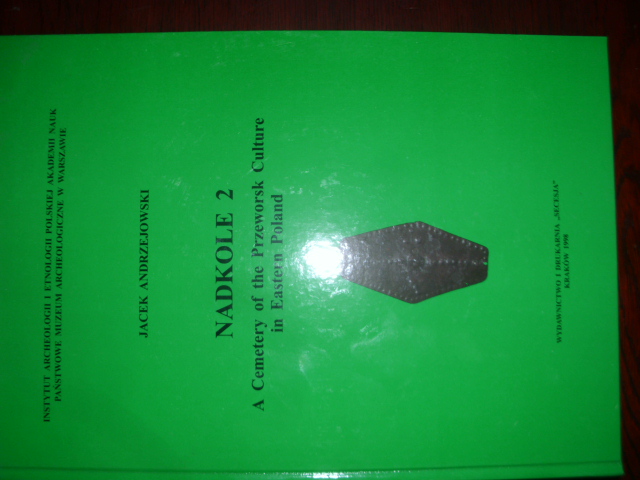 INSTYTUT ARCHEOLOGII I ETNOLOGII POLSKIEJ AKADEMII NAUK
PAŃSTWOWE MUZEUM ARCHEOLOGICZNE W WARSZAWIE
JACEK ANDRZEJOWSKI
NADKOLE 2
A Cemetery of the Przeworsk Culture
in Eastern Poland
WYDAWNICTWO I DRUKARNIA „SECESJA”
KRAKÓW 1998